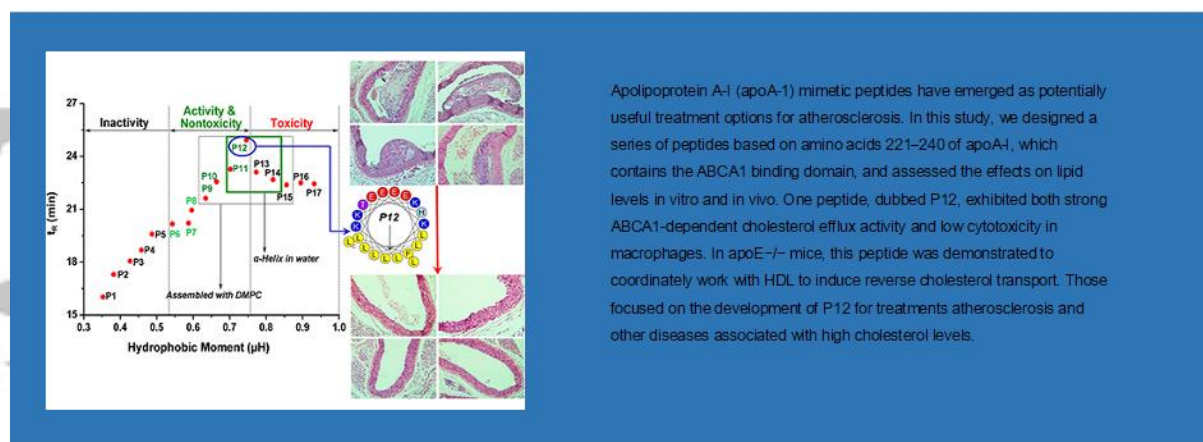 27
24
21
18
15
tR (min)
Inactivity
Activity &
Nontoxicity
Toxicity
P12
P13
P11
P14
P10
P16
P9
P15
P17
P8
P6
P7
P5
P4
P3
P2
P1
α-Helix in water
Assembled with DMPC
0.3 0.4 0.5 0.6 0.7 0.8 0.9 1.0
Hydrophobic Moment (μH)
E E E E
T K
K H
K P12 K
L L
L L
L L L L F L
Apolipoprotein A-I (apoA-1) mimetic peptides have emerged as potentially
useful treatment options for atherosclerosis. In this study, we designed a
series of peptides based on amino acids 221–240 of apoA-I, which
contains the ABCA1 binding domain, and assessed the effects on lipid
levels in vitro and in vivo. One peptide, dubbed P12, exhibited both strong
ABCA1-dependent cholesterol efflux activity and low cytotoxicity in
macrophages. In apoE−/− mice, this peptide was demonstrated to
coordinately work with HDL to induce reverse cholesterol transport. Those
focused on the development of P12 for treatments atherosclerosis and
other diseases associated with high cholesterol levels.